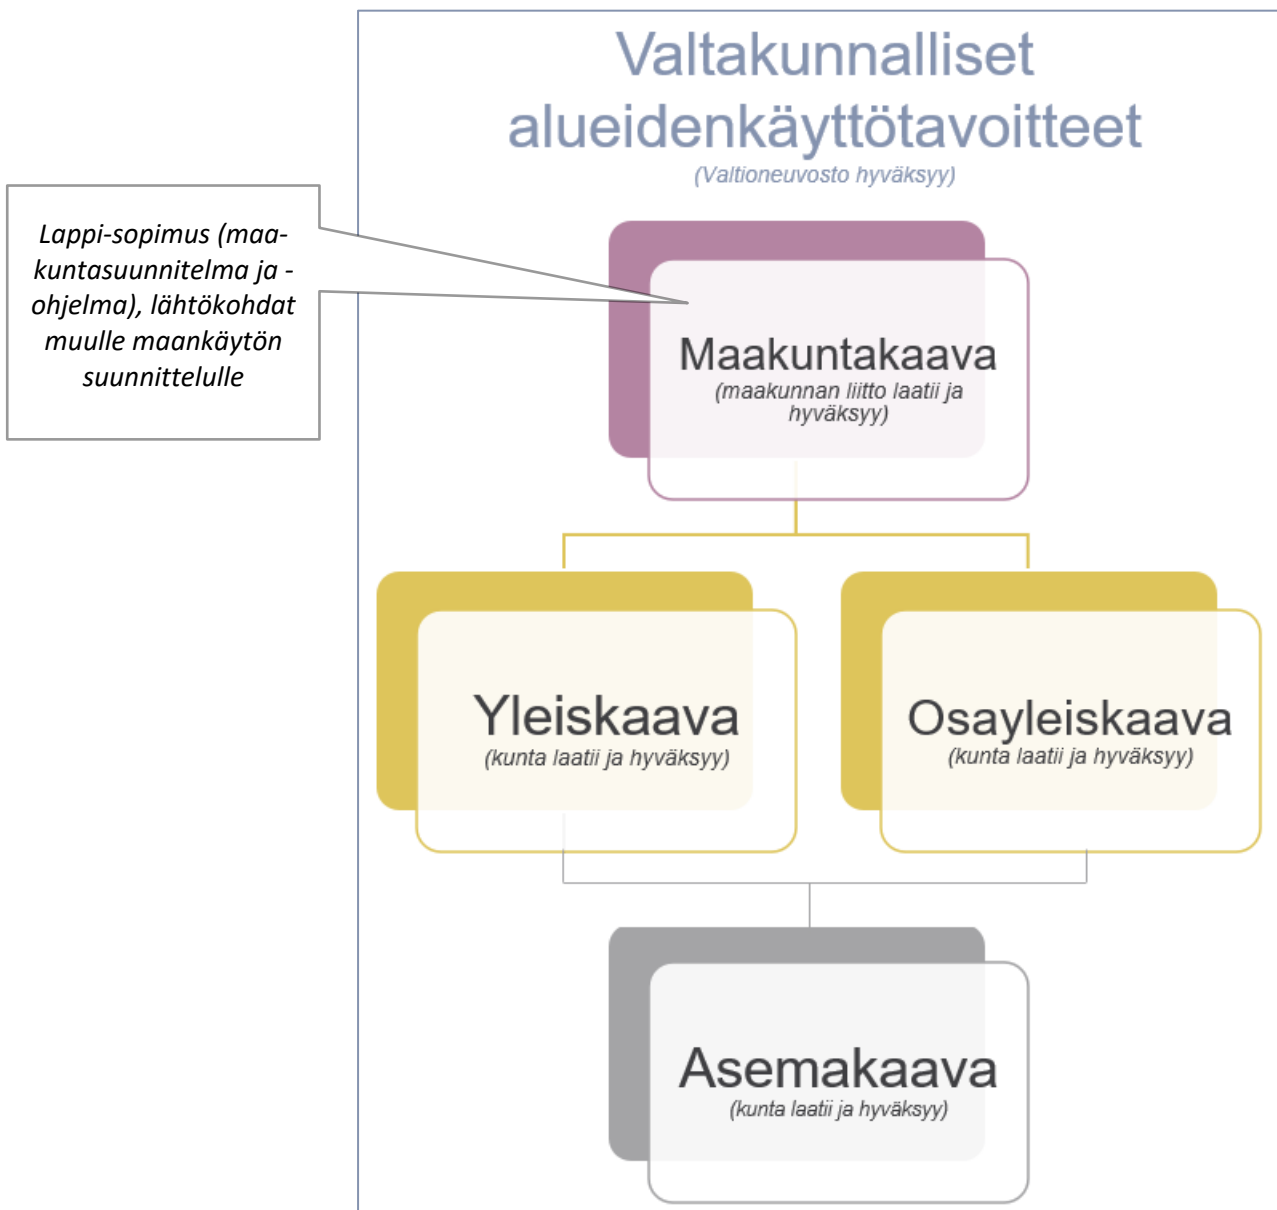 Valtakunnalliset
alueidenkäyttötavoitteet
(Valtioneuvosto hyväksyy)
Lappi-sopimus (maa-
kuntasuunnitelma ja -
ohjelma), lähtökohdat
muulle maankäytön
suunnittelulle
Maakuntakaava
(maakunnan liitto laatii ja
hyväksyy)
Yleiskaava
(kunta laatii ja hyväksyy)
Osayleiskaava
(kunta laatii ja hyväksyy)
Asemakaava
(kunta laatii ja hyväksyy)